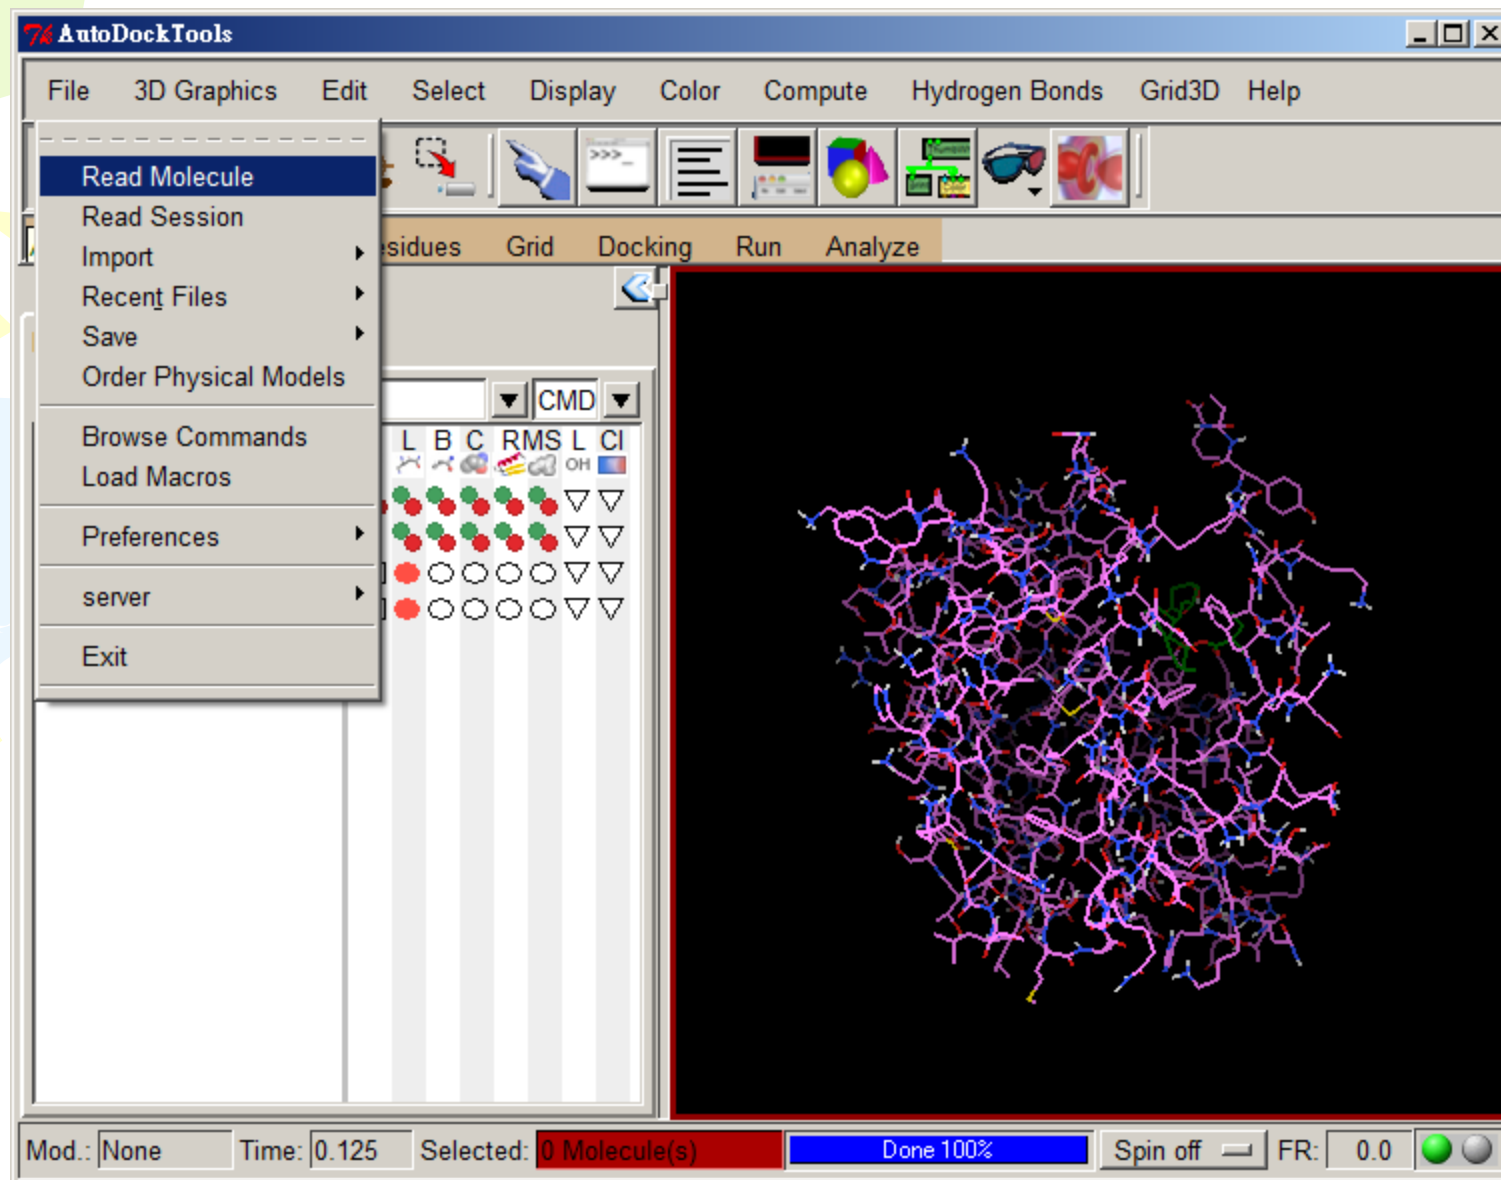 AutoDockTools
File 3D Graphics Edit Select Display Color Compute Hydrogen Bonds Grid3D Help
>>>_
sidues Grid Docking Run Analyze
Read Molecule
Read Session
Import
Recent Files
Save
Order Physical Models
Browse Commands
Load Macros
Preferences
server
Exit
CMD
L B C R MS L Cl
OH
Mod.: None Time: 0.125 Selected: 0 Molecule(s) Done 100% Spin off FR: 0.0